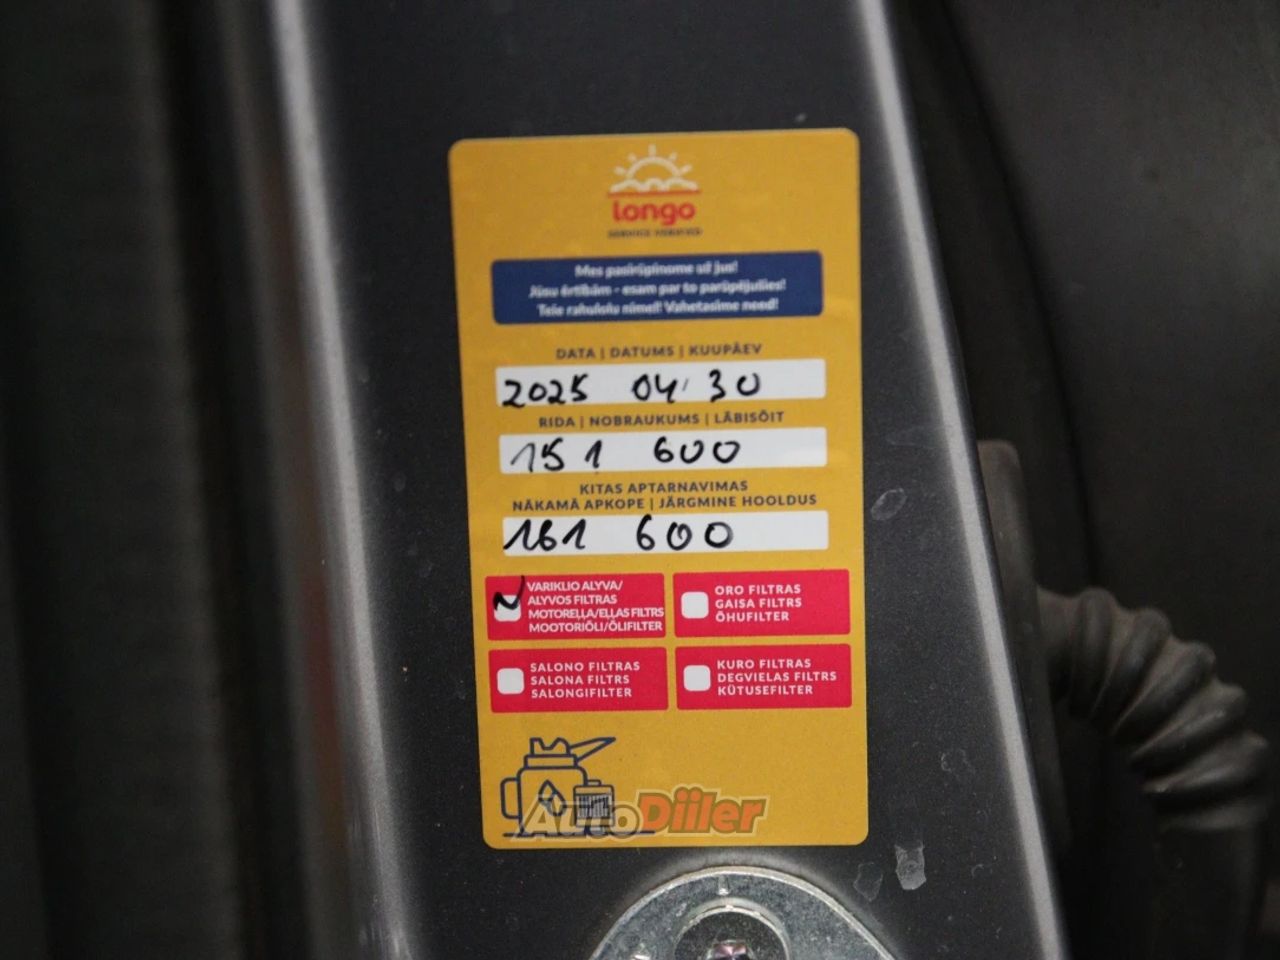 longo
SERVICE VERIFIED
Mes pasirūpinome už jus!
Jūsu ērtībām - esam par to parūpējušies!
Teie rahulolu nimel! Vahetasime need!
DATA | DATUMS | KUUPÄEV
2025 04 30
RIDA | NOBRAUKUMS | LÄBISÕIT
151 600
KITAS APTARNAVIMAS
NĀKAMĀ APKOPE | JÄRGMINE HOOLDUS
161 600
VARIKLIO ALYVA/
ALYVOS FILTRAS
MOTOREĻĻA/EĻĻAS FILTRS
MOOTORIÕLI/ÕLIFILTER
ORO FILTRAS
GAISA FILTRS
ÕHUFILTER
SALONO FILTRAS
SALONA FILTRS
SALONGIFILTER
KURO FILTRAS
DEGVIELAS FILTRS
KÜTUSEFILTER
AUTODiiler